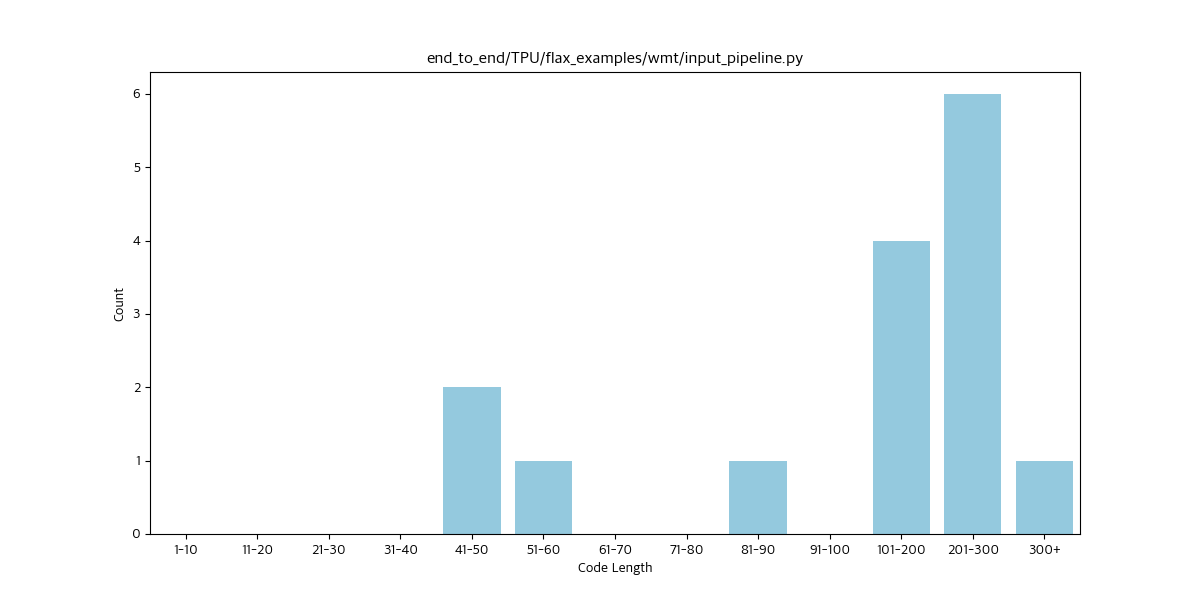 end_to_end/TPU/flax_examples/wmt/input_pipeline.py
6
5
4
3
2
1
0
Count
1-10 11-20 21-30 31-40 41-50 51-60 61-70 71-80 81-90 91-100 101-200 201-300 300+
Code Length